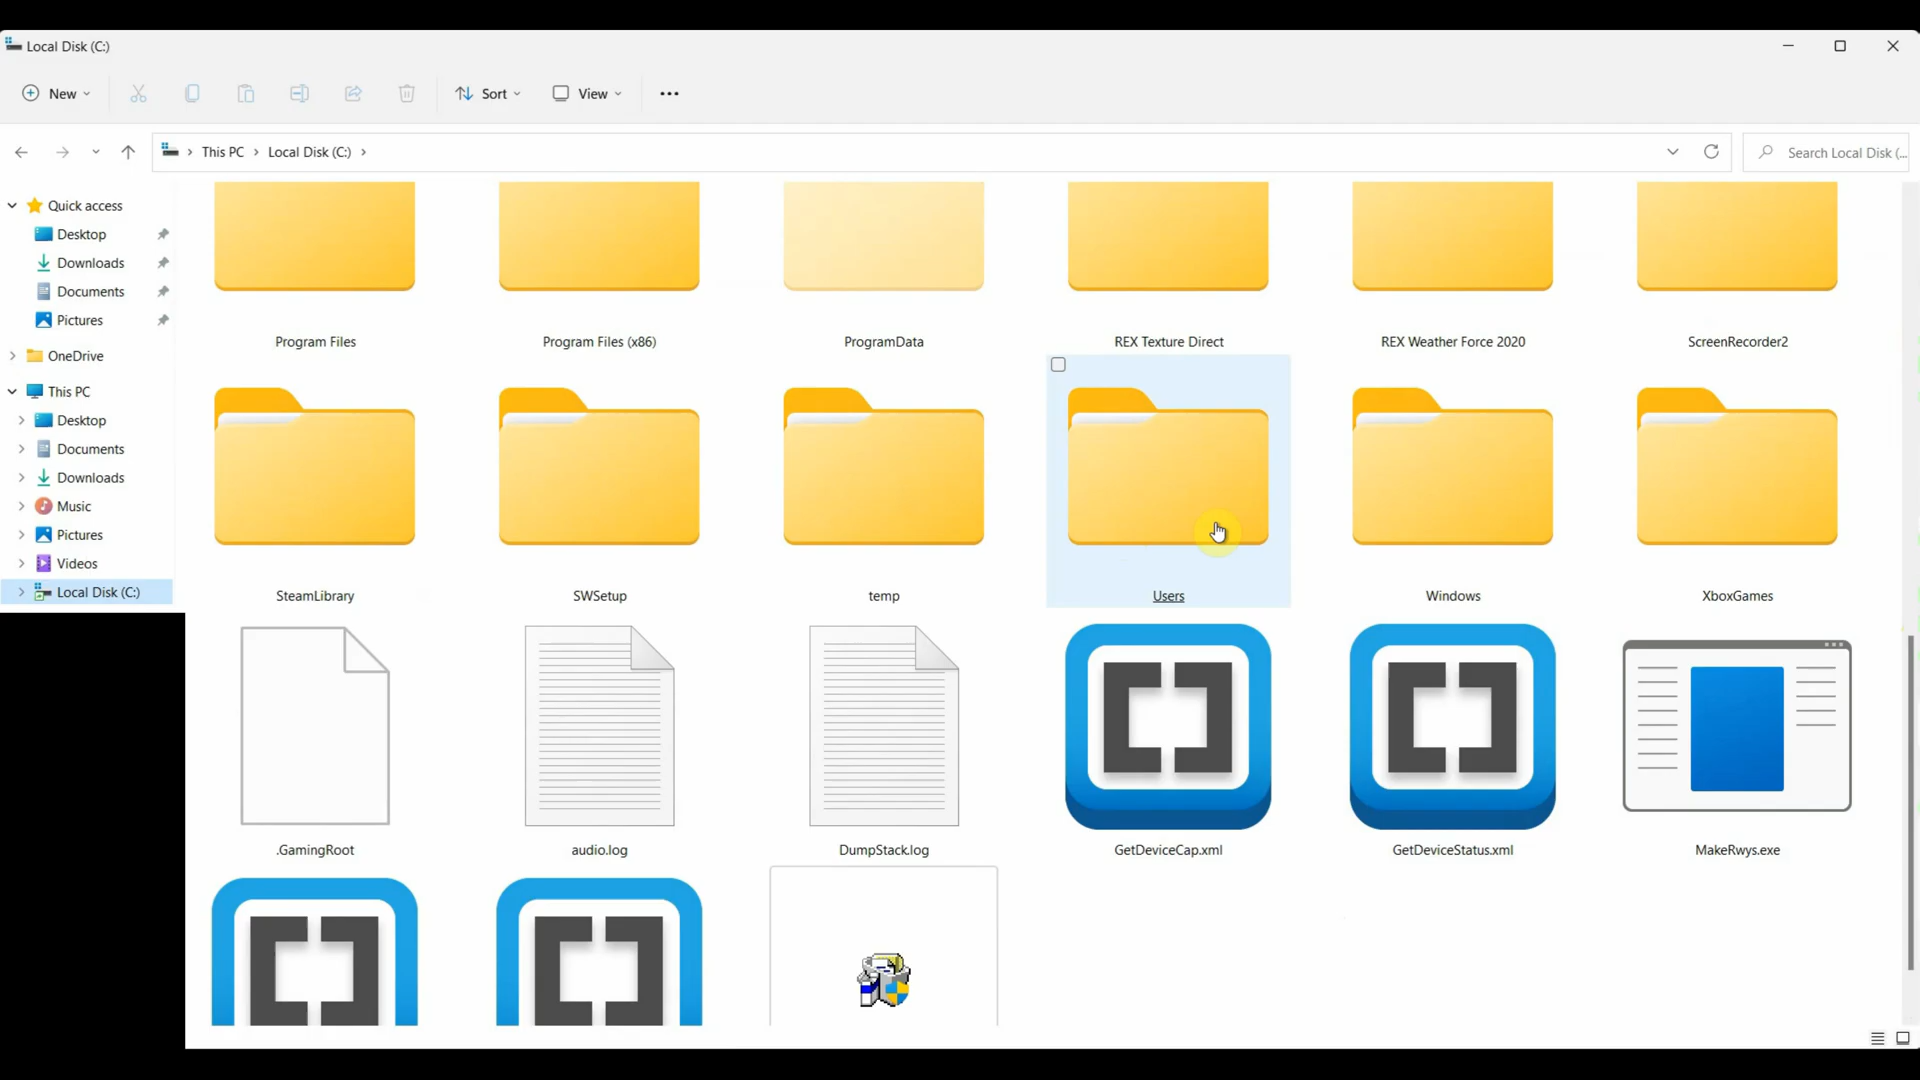 Local Disk (C:)
New
Sort
View
This PC > Local Disk (C:) >
Search Local Disk (...
Quick access
Desktop
Downloads
Documents
Pictures
OneDrive
This PC
Desktop
Documents
Downloads
Music
Pictures
Videos
Local Disk (C:)
Program Files
Program Files (x86)
ProgramData
REX Texture Direct
REX Weather Force 2020
ScreenRecorder2
SteamLibrary
SWSetup
temp
Users
Windows
XboxGames
.GamingRoot
audio.log
DumpStack.log
GetDeviceCap.xml
GetDeviceStatus.xml
MakeRwys.exe